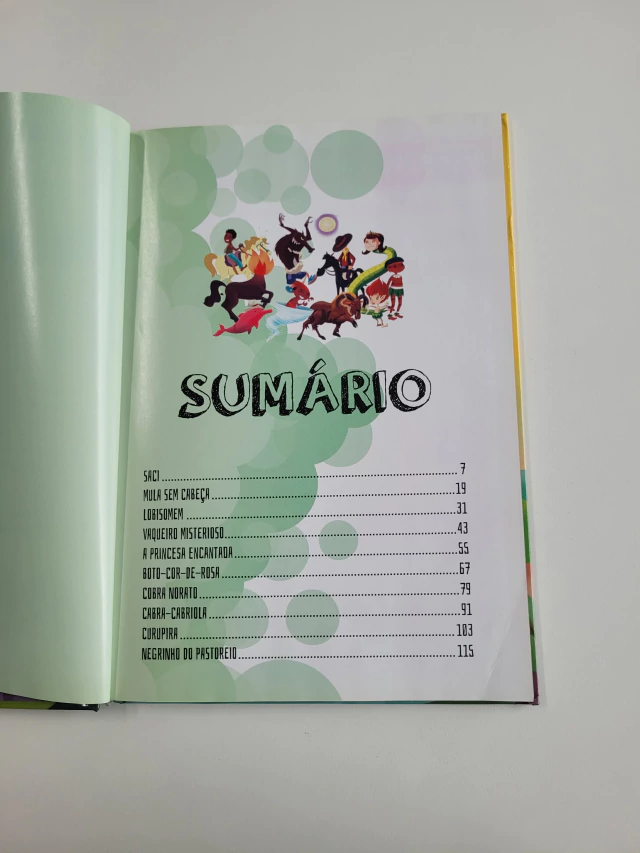 SUMÁRIO
SACI ........................................ 7
MULA SEM CABEÇA ........................................ 19
LOBISOMEM ........................................ 31
VAQUEIRO MISTERIOSO ........................................ 43
A PRINCESA ENCANTADA ........................................ 55
BOTO-COR-DE-ROSA ........................................ 67
COBRA NORATO ........................................ 79
CABRA-CABRIOLA ........................................ 91
CURUPIRA ........................................ 103
NEGRINHO DO PASTOREIO ........................................ 115